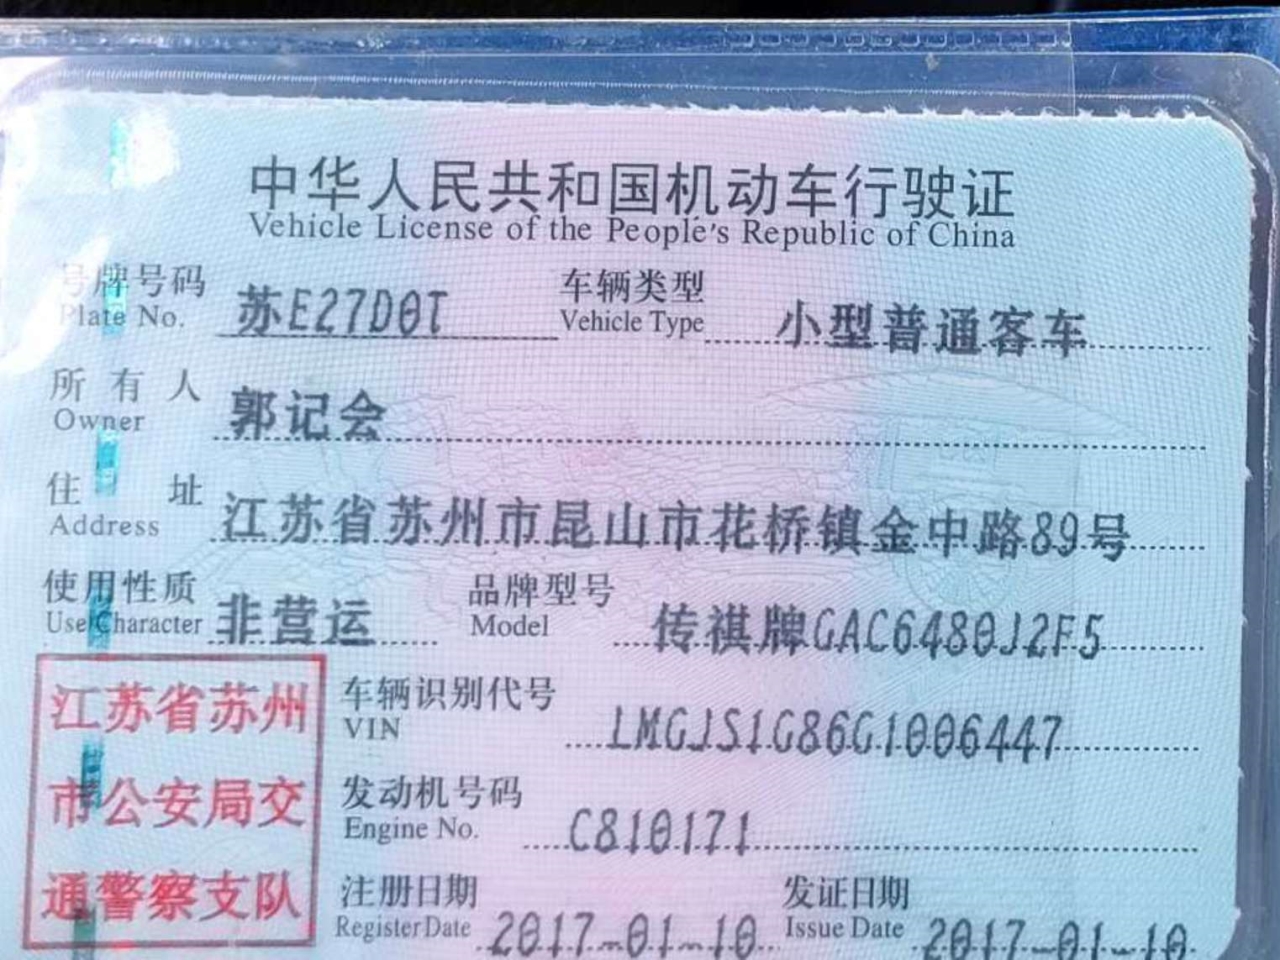 中华人民共和国机动车行驶证
Vehicle License of the People's Republic of China
号牌号码 苏E27D0T 车辆类型 小型普通客车
Plate No. Vehicle Type
所有人 郭记会
Owner
住址 江苏省苏州市昆山市花桥镇金中路89号
Address
使用性质 非营运 品牌型号 传祺牌GAC6480J2F5
Use Character Model
江苏省苏州
市公安局交
通警察支队
车辆识别代号 LMGJS1G86G1006447
VIN
发动机号码 C810171
Engine No.
注册日期 2017-01-10 发证日期 2017-01-10
Register Date Issue Date